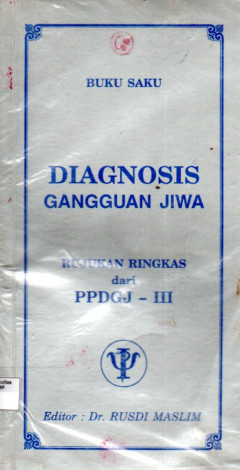 BUKU SAKU
DIAGNOSIS
GANGGUAN JIWA
RUJUKAN RINGKAS
dari
PPDGJ - III
Editor : Dr. RUSDI MASLIM